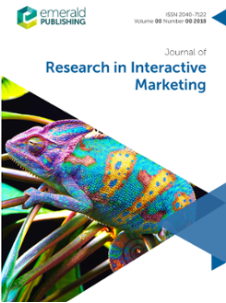 emerald
PUBLISHING
ISSN 2040-7122
Volume 00 Number 00 2018
Journal of
Research in Interactive
Marketing